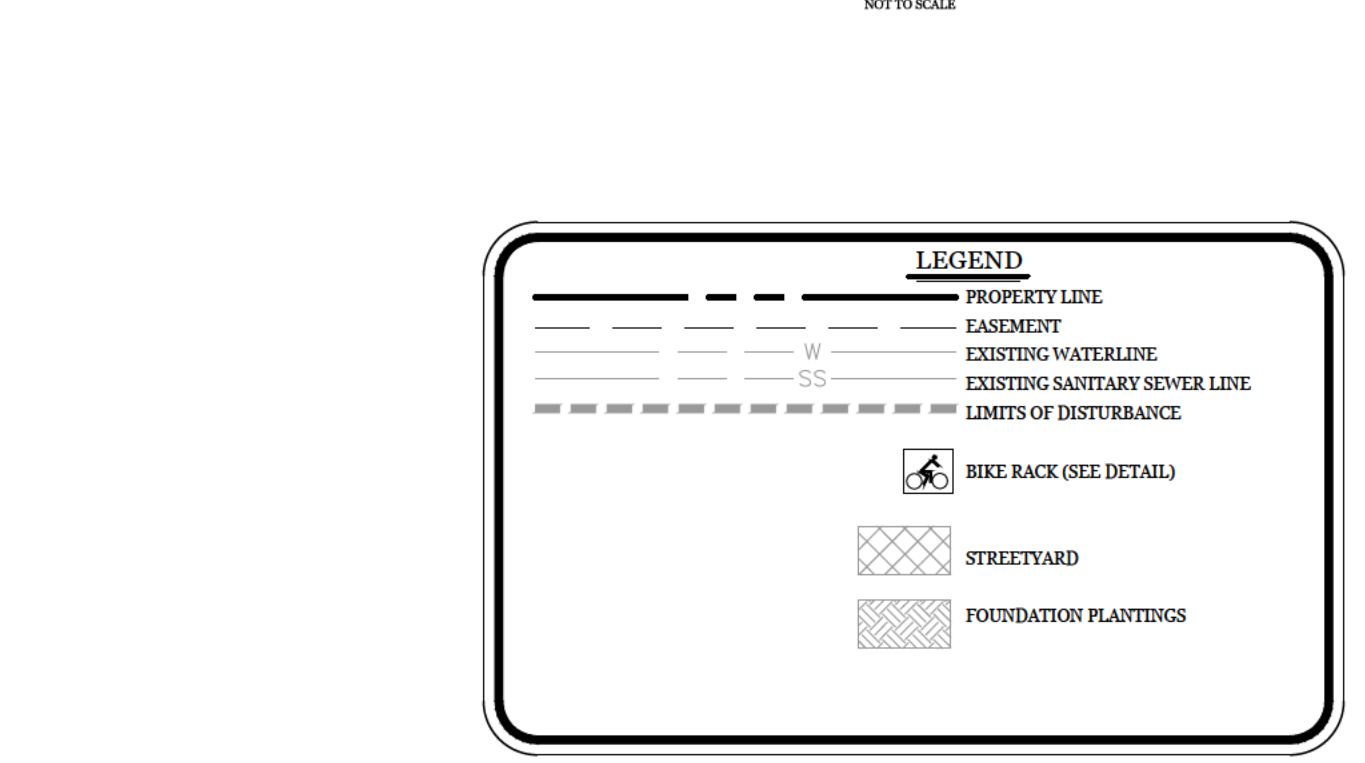 NOT TO SCALE
LEGEND
PROPERTY LINE
EASEMENT
W
EXISTING WATERLINE
SS
EXISTING SANITARY SEWER LINE
LIMITS OF DISTURBANCE
BIKE RACK (SEE DETAIL)
STREETYARD
FOUNDATION PLANTINGS